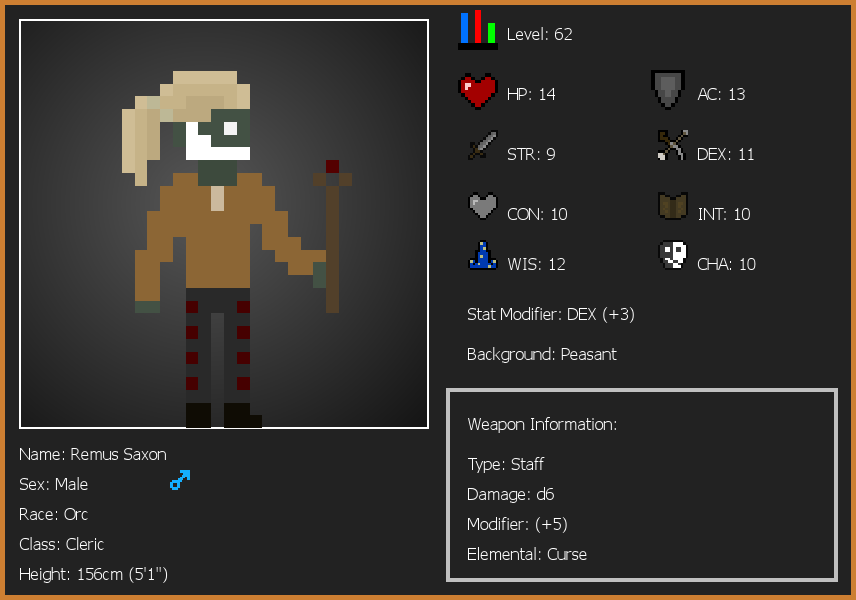 Level: 62
HP: 14
AC: 13
STR: 9
DEX: 11
CON: 10
INT: 10
WIS: 12
CHA: 10
Stat Modifier: DEX (+3)
Background: Peasant
Weapon Information:
Type: Staff
Damage: d6
Modifier: (+5)
Elemental: Curse
Name: Remus Saxon
Sex: Male
Race: Orc
Class: Cleric
Height: 156cm (5'1")